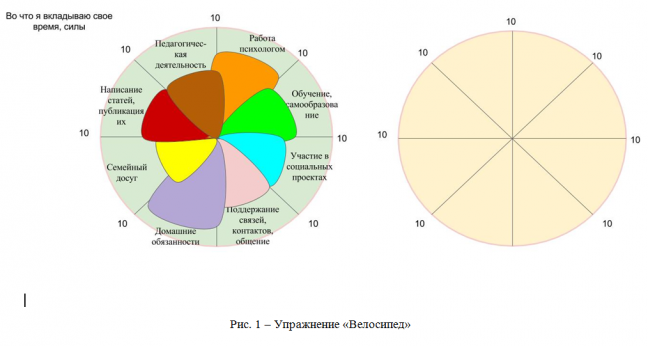 Во что я вкладываю свое
время, силы
10
10
10
10
10
10
10
10
Педагогичес-
кая
деятельность
Работа
психологом
Написание
статей,
публикация
их
Обучение,
самообразова
ние
Семейный
досуг
Участие в
социальных
проектах
Домашние
обязанности
Поддержание
связей,
контактов,
общение
10
10
10
10
10
10
10
10
Рис. 1 – Упражнение «Велосипед»